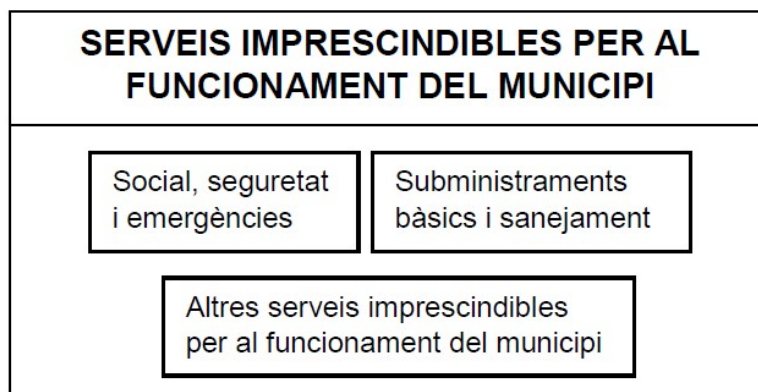 SERVEIS IMPRESCINDIBLES PER AL
FUNCIONAMENT DEL MUNICIPI
Social, seguretat
i emergències
Subministraments
bàsics i sanejament
Altres serveis imprescindibles
per al funcionament del municipi